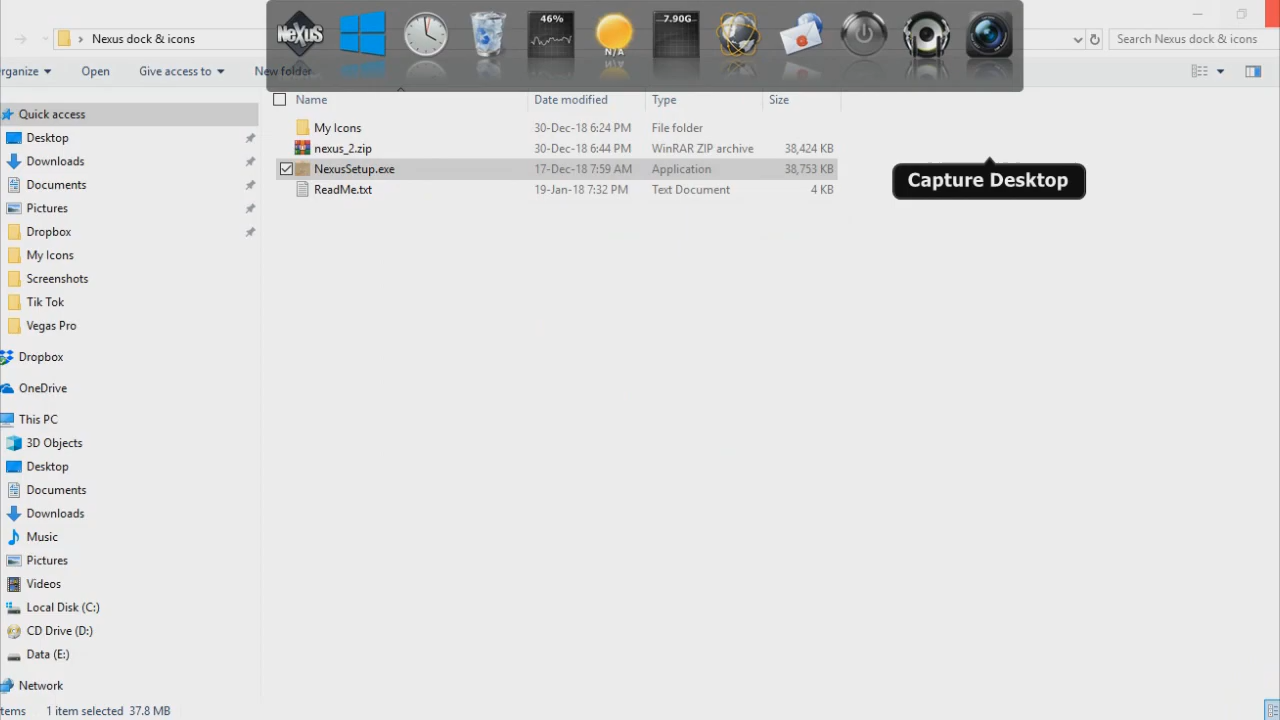 NeXuS
46%
N/A
7.90G
Nexus dock & icons
Search Nexus dock & icons
rganize
Open
Give access to
New folder
Name
Date modified
Type
Size
My Icons
30-Dec-18 6:24 PM
File folder
nexus_2.zip
30-Dec-18 6:44 PM
WinRAR ZIP archive
38,424 KB
NexusSetup.exe
17-Dec-18 7:59 AM
Application
38,753 KB
ReadMe.txt
19-Jan-18 7:32 PM
Text Document
4 KB
Capture Desktop
Quick access
Desktop
Downloads
Documents
Pictures
Dropbox
My Icons
Screenshots
Tik Tok
Vegas Pro
Dropbox
OneDrive
This PC
3D Objects
Desktop
Documents
Downloads
Music
Pictures
Videos
Local Disk (C:)
CD Drive (D:)
Data (E:)
Network
tems
1 item selected 37.8 MB